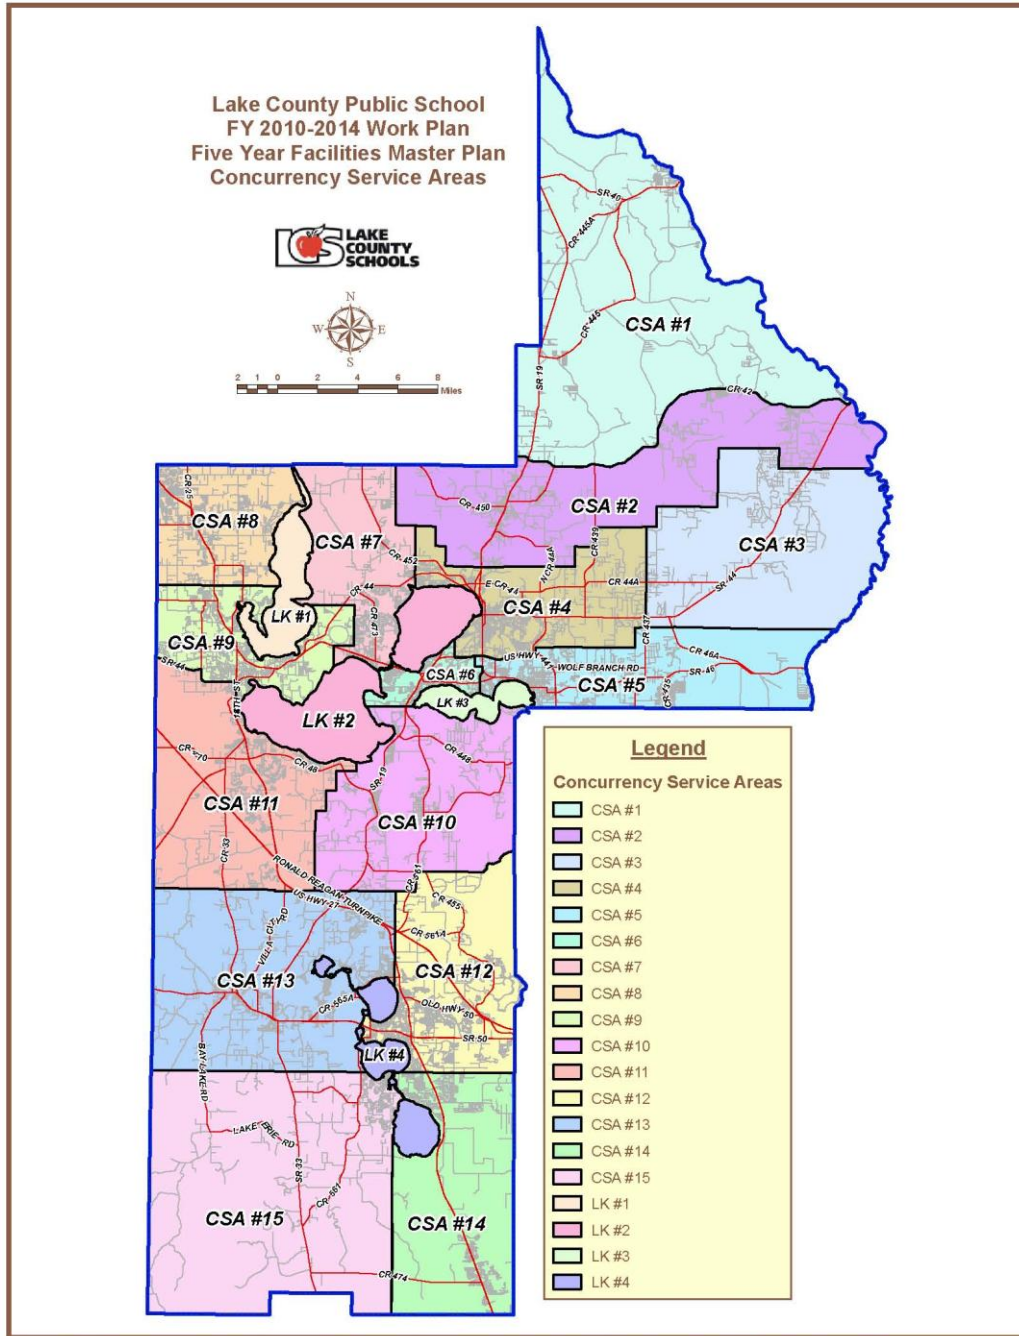 Lake County Public School
FY 2010-2014 Work Plan
Five Year Facilities Master Plan
Concurrency Service Areas
LCS LAKE
COUNTY
SCHOOLS
N
W E
S
2 1 0 2 4 6 8
Miles
SR 40
CR-445A
CSA #1
CR-445
SR 19
CR 42
CR-25
CR-450
CSA #2
CSA #8
CSA #7
CR 439
CSA #3
CR-452
N CR 44A
SR-44
CR-44
E-CR-44
CR 44A
LK #1
CSA #4
CR-473
CR 437
CSA #9
SR-44
US HWY-441
WOLF BRANCH RD
CR 46A
SR-46
CSA #6
CSA #5
CR-435
LK #3
LK #2
CR-448
CR-48
SR-19
CSA #11
CSA #10
CR-33
RONALD REAGAN TURNPIKE
US HWY-27
CR-561
CR 455
VILLA CITY RD
CR 561A
CSA #12
CSA #13
CR-565A
OLD HWY 50
SR 50
LK #4
BAY LAKE RD
LAKE ERIE RD
SR-33
CR-561
CSA #15
CSA #14
CR 474
Legend
Concurrency Service Areas
CSA #1
CSA #2
CSA #3
CSA #4
CSA #5
CSA #6
CSA #7
CSA #8
CSA #9
CSA #10
CSA #11
CSA #12
CSA #13
CSA #14
CSA #15
LK #1
LK #2
LK #3
LK #4